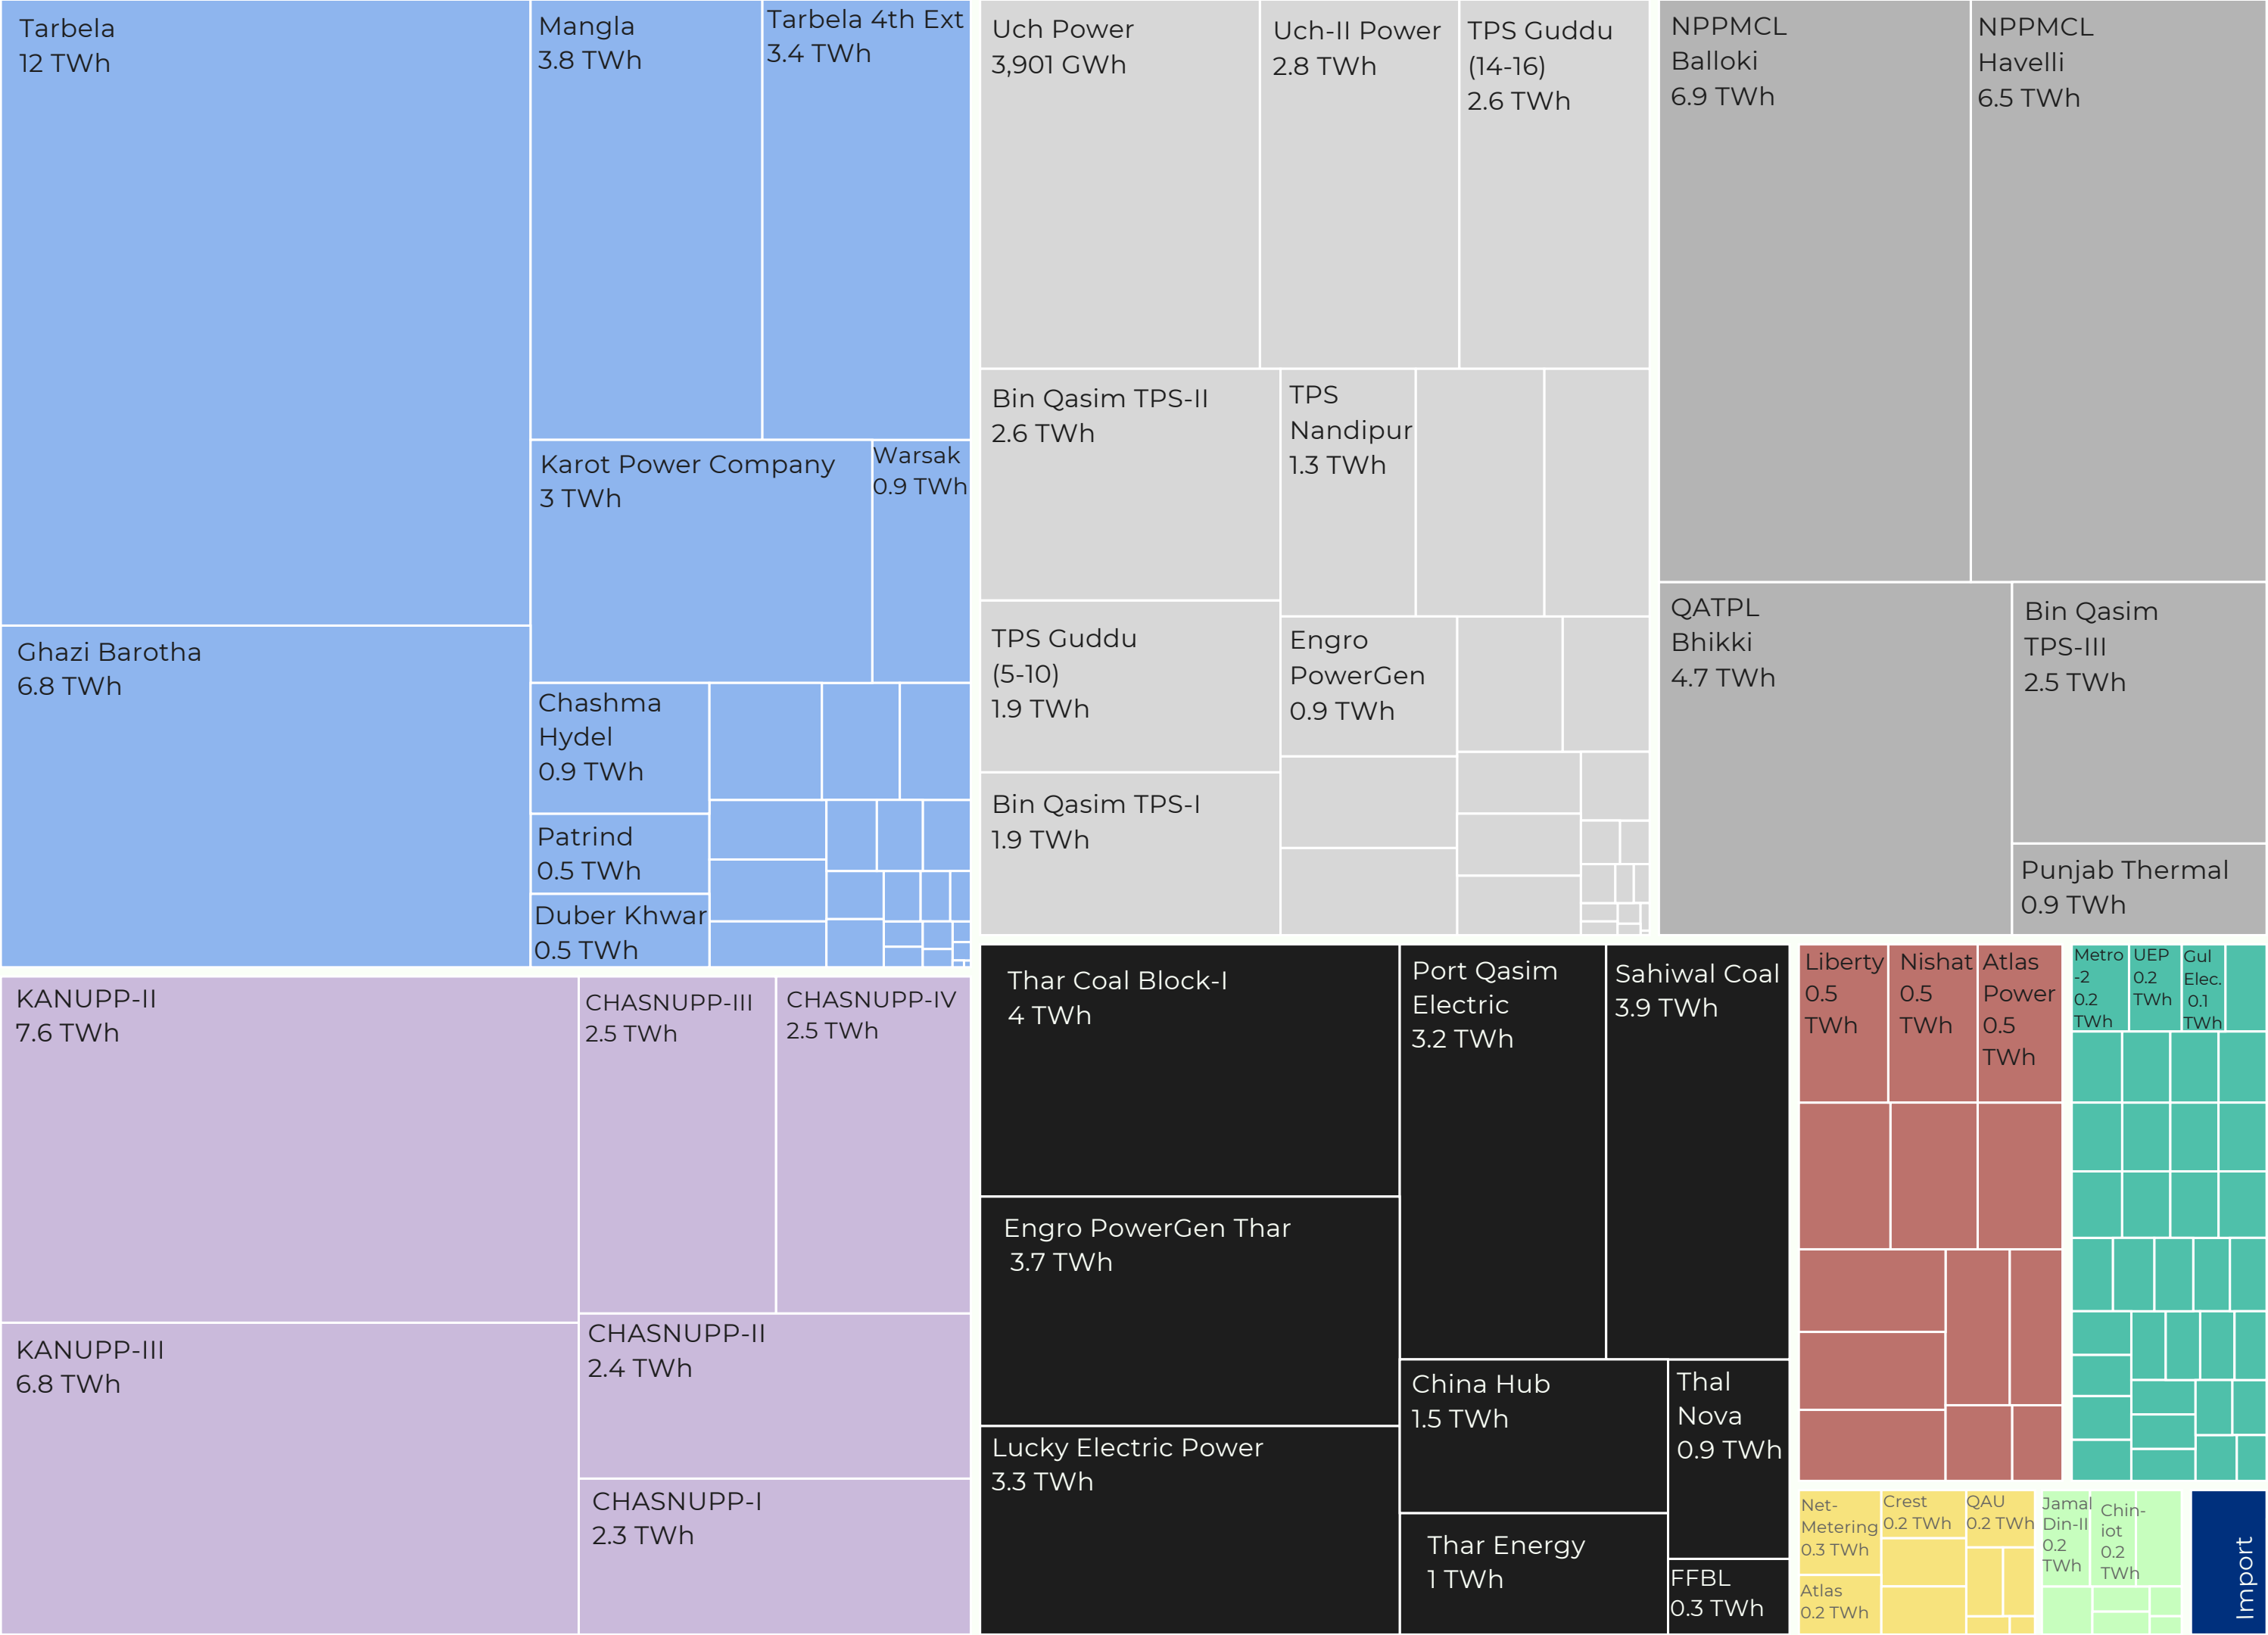 Tarbela
12 TWh
Mangla
3.8 TWh
Tarbela 4th Ext
3.4 TWh
Karot Power Company
3 TWh
Warsak
0.9 TWh
Ghazi Barotha
6.8 TWh
Chashma
Hydel
0.9 TWh
Patrind
0.5 TWh
Duber Khwar
0.5 TWh
Uch Power
3,901 GWh
Uch-II Power
2.8 TWh
TPS Guddu
(14-16)
2.6 TWh
Bin Qasim TPS-II
2.6 TWh
TPS
Nandipur
1.3 TWh
TPS Guddu
(5-10)
1.9 TWh
Engro
PowerGen
0.9 TWh
Bin Qasim TPS-I
1.9 TWh
NPPMCL
Balloki
6.9 TWh
NPPMCL
Havelli
6.5 TWh
QATPL
Bhikki
4.7 TWh
Bin Qasim
TPS-III
2.5 TWh
Punjab Thermal
0.9 TWh
KANUPP-II
7.6 TWh
CHASNUPP-III
2.5 TWh
CHASNUPP-IV
2.5 TWh
KANUPP-III
6.8 TWh
CHASNUPP-II
2.4 TWh
CHASNUPP-I
2.3 TWh
Thar Coal Block-I
4 TWh
Port Qasim
Electric
3.2 TWh
Sahiwal Coal
3.9 TWh
Engro PowerGen Thar
3.7 TWh
Lucky Electric Power
3.3 TWh
China Hub
1.5 TWh
Thal
Nova
0.9 TWh
Thar Energy
1 TWh
FFBL
0.3 TWh
Liberty
0.5
TWh
Nishat
0.5
TWh
Atlas
Power
0.5
TWh
Metro
-2
0.2
TWh
UEP
0.2
TWh
Gul
Elec.
0.1
TWh
Net-
Metering
0.3 TWh
Crest
0.2 TWh
QAU
0.2 TWh
Atlas
0.2 TWh
Jamal
Din-II
0.2
TWh
Chin-
iot
0.2
TWh
Import